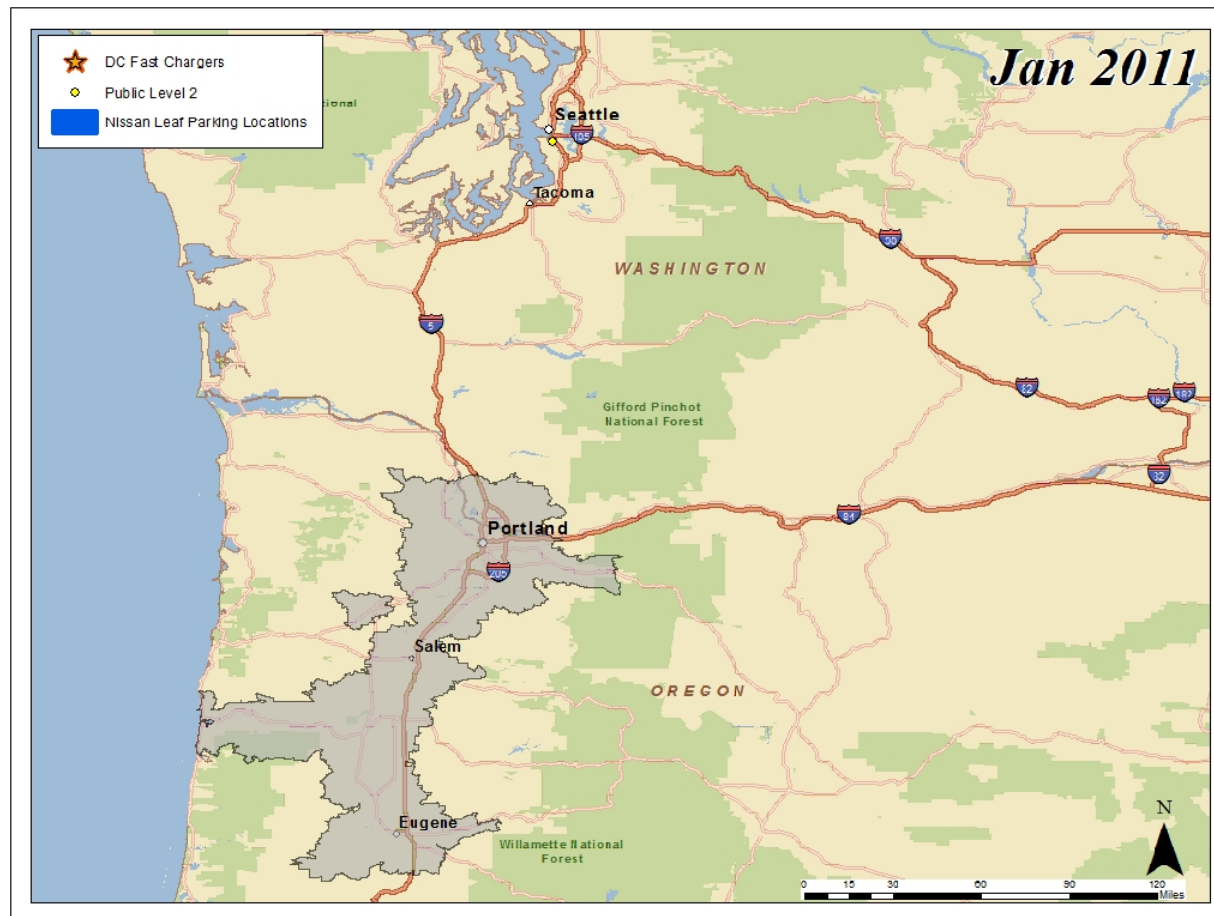 Jan 2011
DC Fast Chargers
Public Level 2
Nissan Leaf Parking Locations
Seattle
Tacoma
90
WASHINGTON
5
82
182
182
Gifford Pinchot
National Forest
82
84
Portland
205
Salem
OREGON
Eugene
Willamette National
Forest
N
0 15 30 60 90 120
Miles